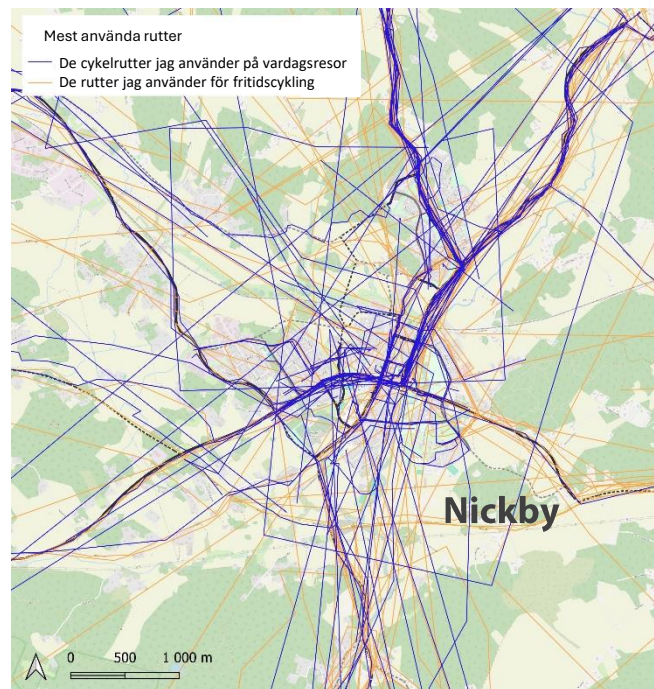 Mest använda rutter
De cykelrutter jag använder på vardagsresor
De rutter jag använder för fritidscykling
Nickby
0 500 1 000 m